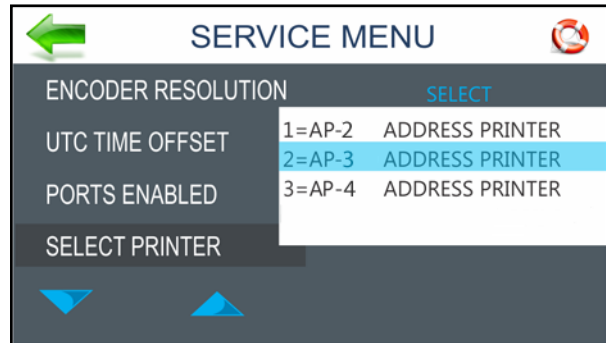 SERVICE MENU
ENCODER RESOLUTION
SELECT
UTC TIME OFFSET
1=AP-2 ADDRESS PRINTER
2=AP-3 ADDRESS PRINTER
PORTS ENABLED
3=AP-4 ADDRESS PRINTER
SELECT PRINTER